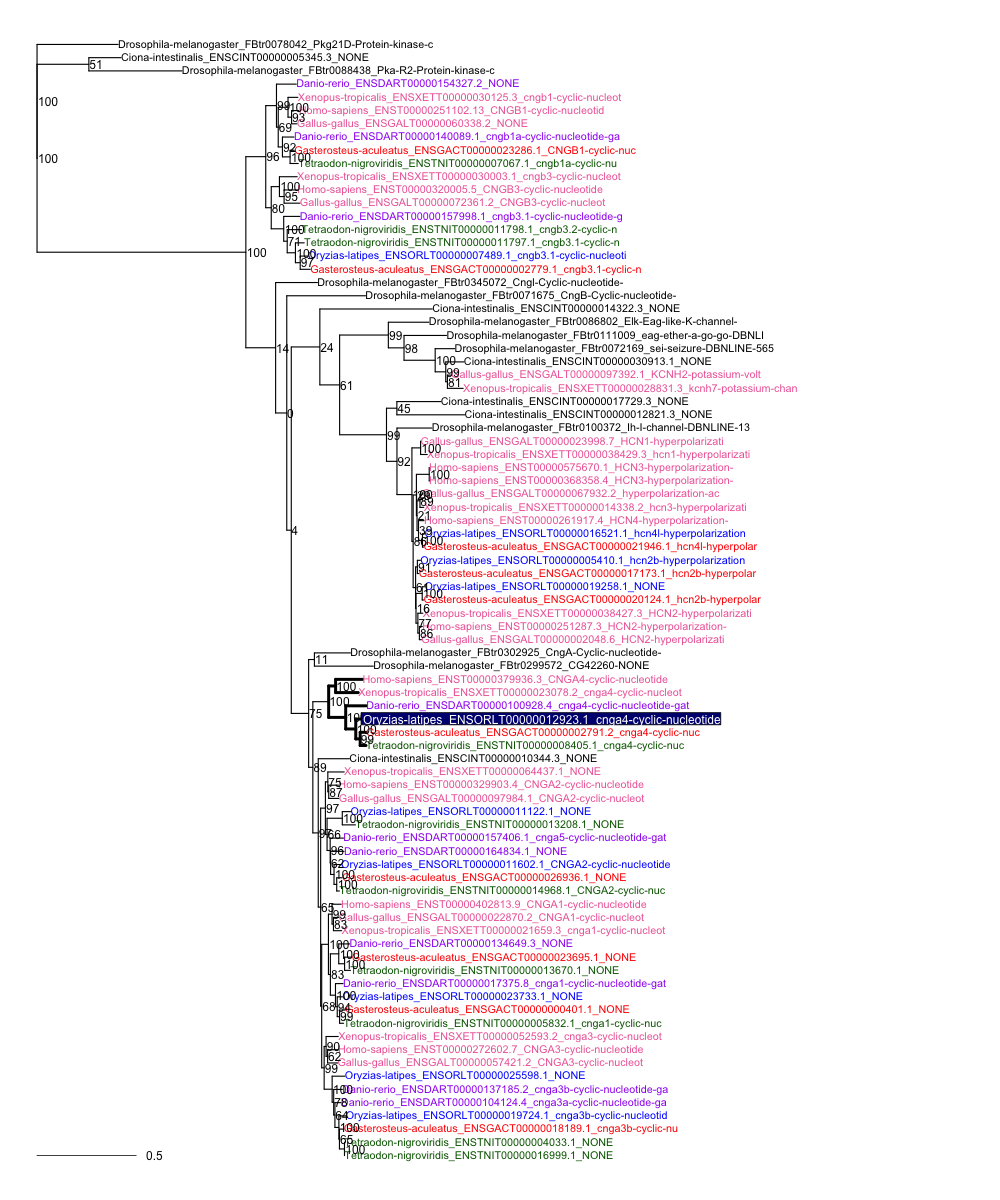 Drosophila-melanogaster_FBtr0078042_Pkg21D-Protein-kinase-c
Ciona-intestinalis_ENSCINT00000005345.3_NONE
51
Drosophila-melanogaster_FBtr0088438_Pka-R2-Protein-kinase-c
Danio-rerio_ENSDART00000154327.2_NONE
Xenopus-tropicalis_ENSXETT00000030125.3_cngb1-cyclic-nucleot
100
99
100
Homo-sapiens_ENST00000251102.13_CNGB1-cyclic-nucleotid
93
Gallus-gallus_ENSGALT00000060338.2_NONE
69
Danio-rerio_ENSDART00000140089.1_cngb1a-cyclic-nucleotide-ga
92
Gasterosteus-aculeatus_ENSGACT00000023286.1_CNGB1-cyclic-nuc
100
96
100
Tetraodon-nigroviridis_ENSTNIT00000007067.1_cngb1a-cyclic-nu
Xenopus-tropicalis_ENSXETT00000030003.1_cngb3-cyclic-nucleot
100
Homo-sapiens_ENST00000320005.5_CNGB3-cyclic-nucleotide
95
Gallus-gallus_ENSGALT00000072361.2_CNGB3-cyclic-nucleot
80
Danio-rerio_ENSDART00000157998.1_cngb3.1-cyclic-nucleotide-g
100
Tetraodon-nigroviridis_ENSTNIT00000011798.1_cngb3.2-cyclic-n
71
Tetraodon-nigroviridis_ENSTNIT00000011797.1_cngb3.1-cyclic-n
100
100
Oryzias-latipes_ENSORLT00000007489.1_cngb3.1-cyclic-nucleoti
97
Gasterosteus-aculeatus_ENSGACT00000002779.1_cngb3.1-cyclic-n
Drosophila-melanogaster_FBtr0345072_Cngl-Cyclic-nucleotide-
Drosophila-melanogaster_FBtr0071675_CngB-Cyclic-nucleotide-
Ciona-intestinalis_ENSCINT00000014322.3_NONE
Drosophila-melanogaster_FBtr0086802_Elk-Eag-like-K-channel-
99
Drosophila-melanogaster_FBtr0111009_eag-ether-a-go-go-DBNLI
14
24
98
Drosophila-melanogaster_FBtr0072169_sei-seizure-DBNLINE-565
100
Ciona-intestinalis_ENSCINT00000030913.1_NONE
99
Gallus-gallus_ENSGALT00000097392.1_KCNH2-potassium-volt
61
81
Xenopus-tropicalis_ENSXETT00000028831.3_kcnh7-potassium-chan
Ciona-intestinalis_ENSCINT00000017729.3_NONE
45
0
Ciona-intestinalis_ENSCINT00000012821.3_NONE
Drosophila-melanogaster_FBtr0100372_Ih-I-channel-DBNLINE-13
99
Gallus-gallus_ENSGALT00000023998.7_HCN1-hyperpolarizati
100
Xenopus-tropicalis_ENSXETT00000038429.3_hcn1-hyperpolarizati
92
Homo-sapiens_ENST00000575670.1_HCN3-hyperpolarization-
100
Homo-sapiens_ENST00000368358.4_HCN3-hyperpolarization-
Gallus-gallus_ENSGALT00000067932.2_hyperpolarization-ac
89
Xenopus-tropicalis_ENSXETT00000014338.2_hcn3-hyperpolarizati
21
Homo-sapiens_ENST00000261917.4_HCN4-hyperpolarization-
4
39
Oryzias-latipes_ENSORLT00000016521.1_hcn4l-hyperpolarization
100
Gasterosteus-aculeatus_ENSGACT00000021946.1_hcn4l-hyperpolar
Oryzias-latipes_ENSORLT00000005410.1_hcn2b-hyperpolarization
91
Gasterosteus-aculeatus_ENSGACT00000017173.1_hcn2b-hyperpolar
Oryzias-latipes_ENSORLT00000019258.1_NONE
100
Gasterosteus-aculeatus_ENSGACT00000020124.1_hcn2b-hyperpolar
16
Xenopus-tropicalis_ENSXETT00000038427.3_HCN2-hyperpolarizati
77
Homo-sapiens_ENST00000251287.3_HCN2-hyperpolarization-
86
Gallus-gallus_ENSGALT00000002048.6_HCN2-hyperpolarizati
Drosophila-melanogaster_FBtr0302925_CngA-Cyclic-nucleotide-
11
Drosophila-melanogaster_FBtr0299572_CG42260-NONE
Homo-sapiens_ENST00000379936.3_CNGA4-cyclic-nucleotide
100
Xenopus-tropicalis_ENSXETT00000023078.2_cnga4-cyclic-nucleot
100
Danio-rerio_ENSDART00000100928.4_cnga4-cyclic-nucleotide-gat
75
Oryzias-latipes_ENSORLT00000012923.1_cnga4-cyclic-nucleotide
100
Gasterosteus-aculeatus_ENSGACT00000002791.2_cnga4-cyclic-nuc
99
Tetraodon-nigroviridis_ENSTNIT00000008405.1_cnga4-cyclic-nuc
Ciona-intestinalis_ENSCINT00000010344.3_NONE
89
Xenopus-tropicalis_ENSXETT00000064437.1_NONE
75
Homo-sapiens_ENST00000329903.4_CNGA2-cyclic-nucleotide
87
Gallus-gallus_ENSGALT00000097984.1_CNGA2-cyclic-nucleot
97
Oryzias-latipes_ENSORLT00000011122.1_NONE
100
Tetraodon-nigroviridis_ENSTNIT00000013208.1_NONE
66
Danio-rerio_ENSDART00000157406.1_cnga5-cyclic-nucleotide-gat
96
Danio-rerio_ENSDART00000164834.1_NONE
62
Oryzias-latipes_ENSORLT00000011602.1_CNGA2-cyclic-nucleotide
100
Gasterosteus-aculeatus_ENSGACT00000026936.1_NONE
100
Tetraodon-nigroviridis_ENSTNIT00000014968.1_CNGA2-cyclic-nuc
65
Homo-sapiens_ENST00000402813.9_CNGA1-cyclic-nucleotide
99
Gallus-gallus_ENSGALT00000022870.2_CNGA1-cyclic-nucleot
83
Xenopus-tropicalis_ENSXETT00000021659.3_cnga1-cyclic-nucleot
100
Danio-rerio_ENSDART00000134649.3_NONE
100
Gasterosteus-aculeatus_ENSGACT00000023695.1_NONE
100
Tetraodon-nigroviridis_ENSTNIT00000013670.1_NONE
83
Danio-rerio_ENSDART00000017375.8_cnga1-cyclic-nucleotide-gat
100
Oryzias-latipes_ENSORLT00000023733.1_NONE
68
94
Gasterosteus-aculeatus_ENSGACT00000000401.1_NONE
99
Tetraodon-nigroviridis_ENSTNIT00000005832.1_cnga1-cyclic-nuc
Xenopus-tropicalis_ENSXETT00000052593.2_cnga3-cyclic-nucleot
90
Homo-sapiens_ENST00000272602.7_CNGA3-cyclic-nucleotide
62
Gallus-gallus_ENSGALT00000057421.2_CNGA3-cyclic-nucleot
99
Oryzias-latipes_ENSORLT00000025598.1_NONE
100
Danio-rerio_ENSDART00000137185.2_cnga3b-cyclic-nucleotide-ga
78
Danio-rerio_ENSDART00000104124.4_cnga3a-cyclic-nucleotide-ga
64
Oryzias-latipes_ENSORLT00000019724.1_cnga3b-cyclic-nucleotid
100
Gasterosteus-aculeatus_ENSGACT00000018189.1_cnga3b-cyclic-nu
65
Tetraodon-nigroviridis_ENSTNIT00000004033.1_NONE
100
Tetraodon-nigroviridis_ENSTNIT00000016999.1_NONE
0.5